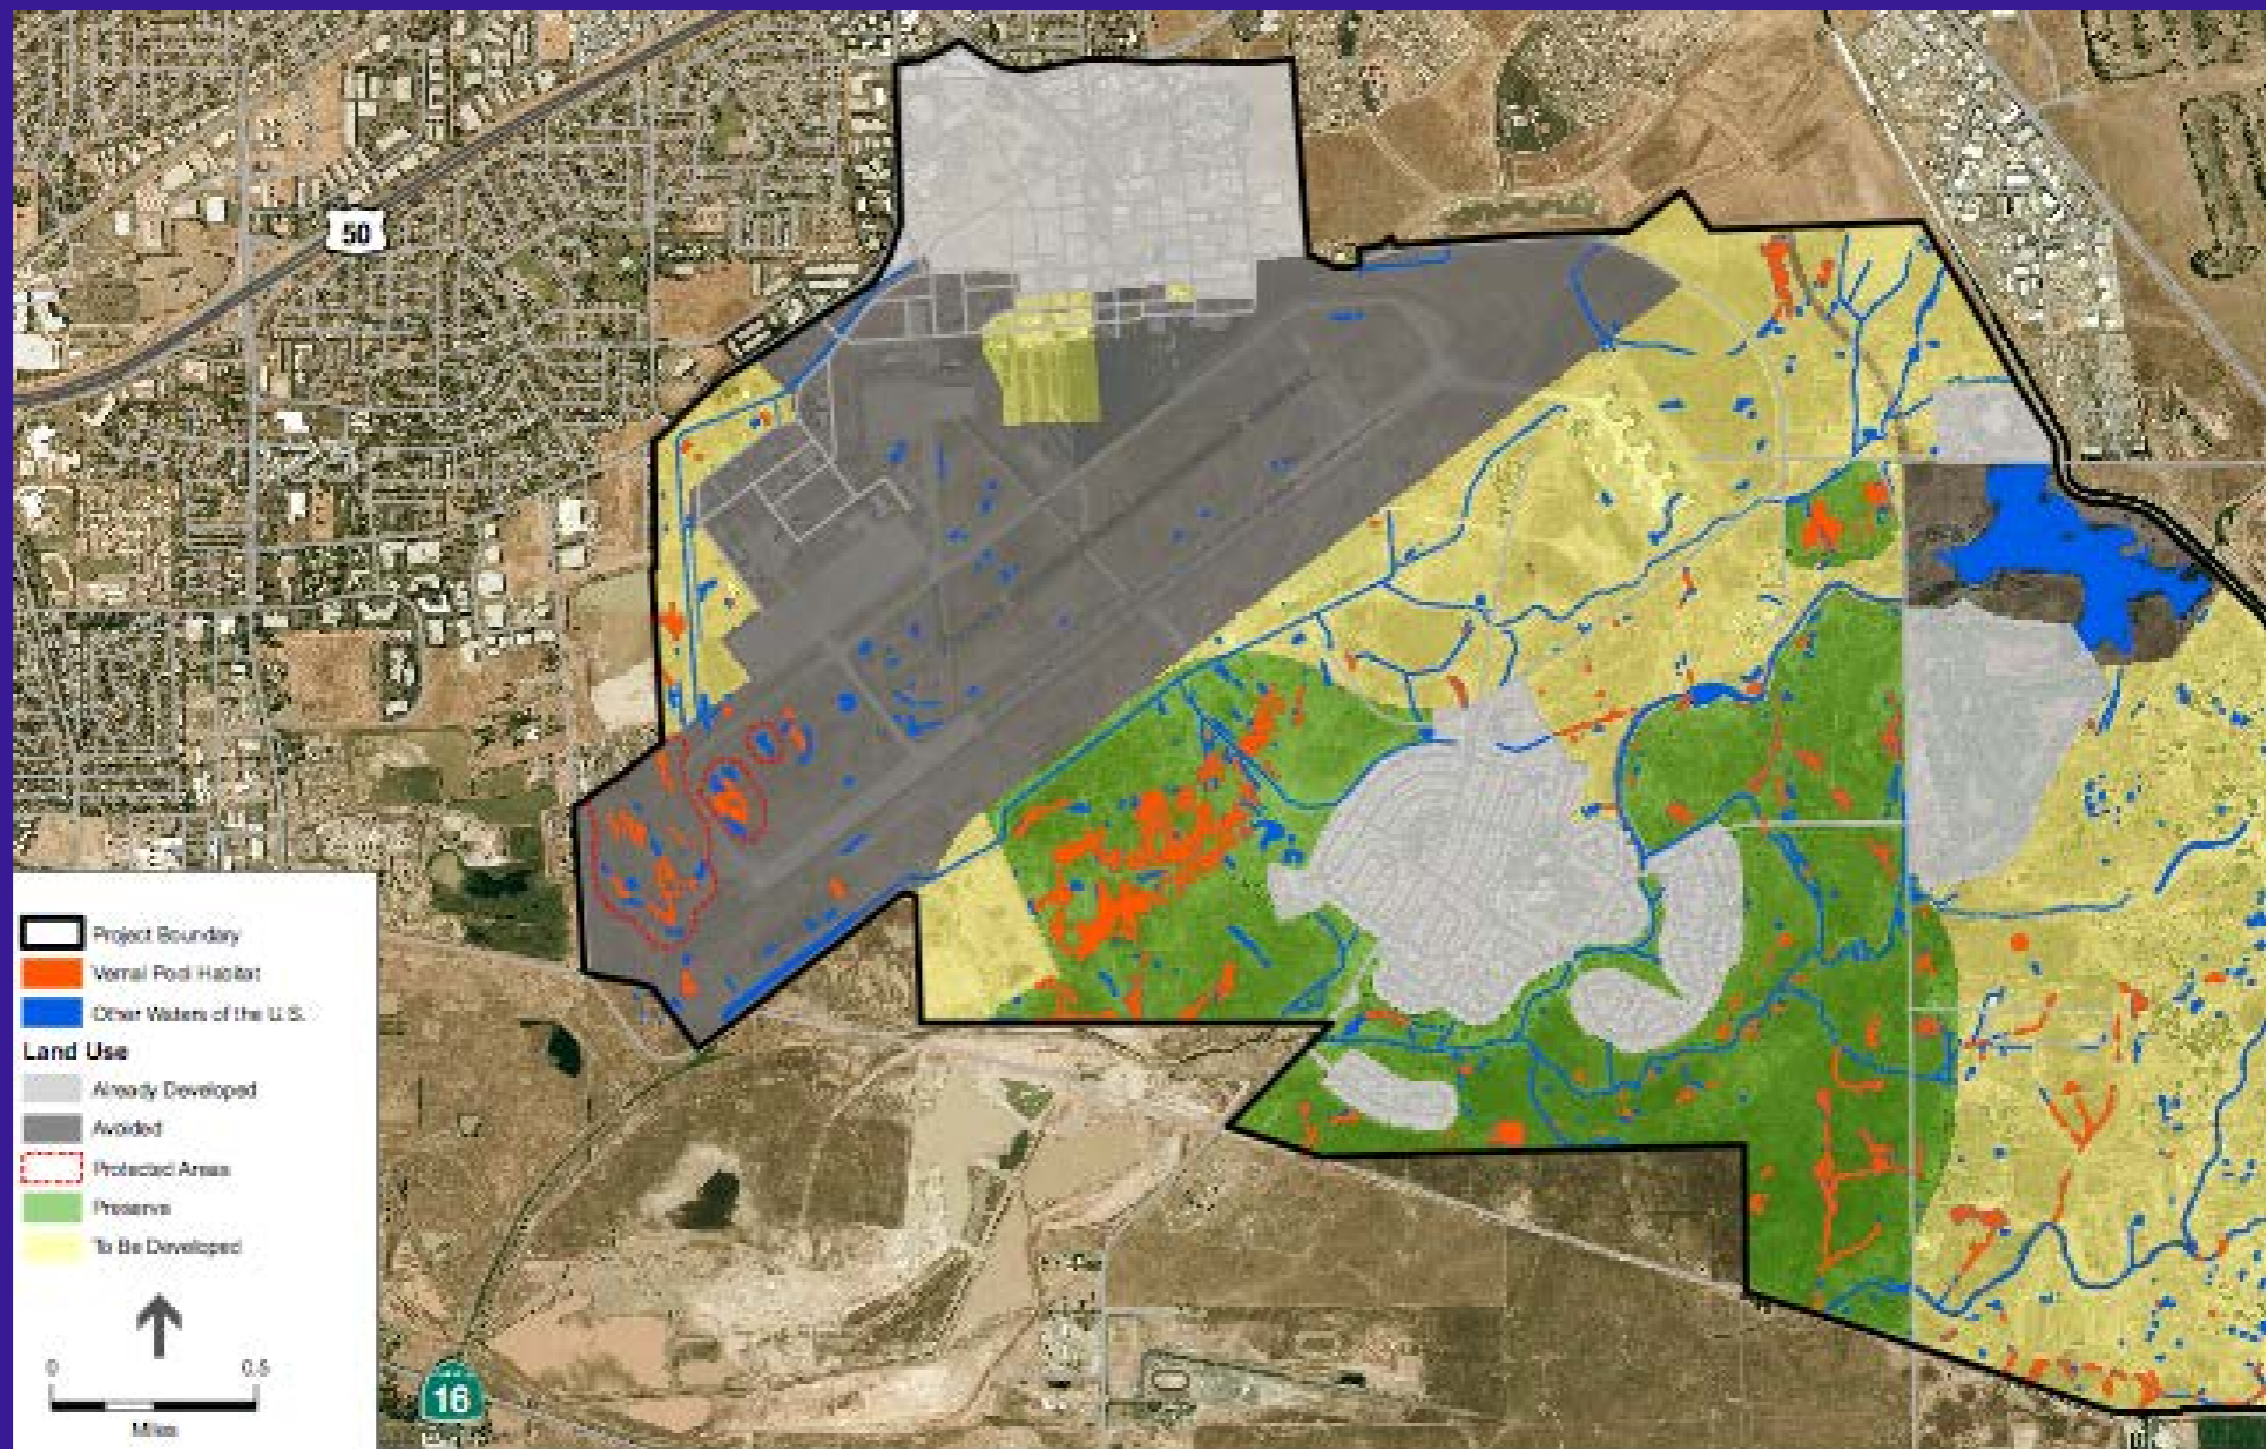 50
Project Boundary
Vernal Pool Habitat
Other Waters of the U.S.
Land Use
Already Developed
Avoided
Protected Areas
Preserve
To Be Developed
0 0.5
Miles
16